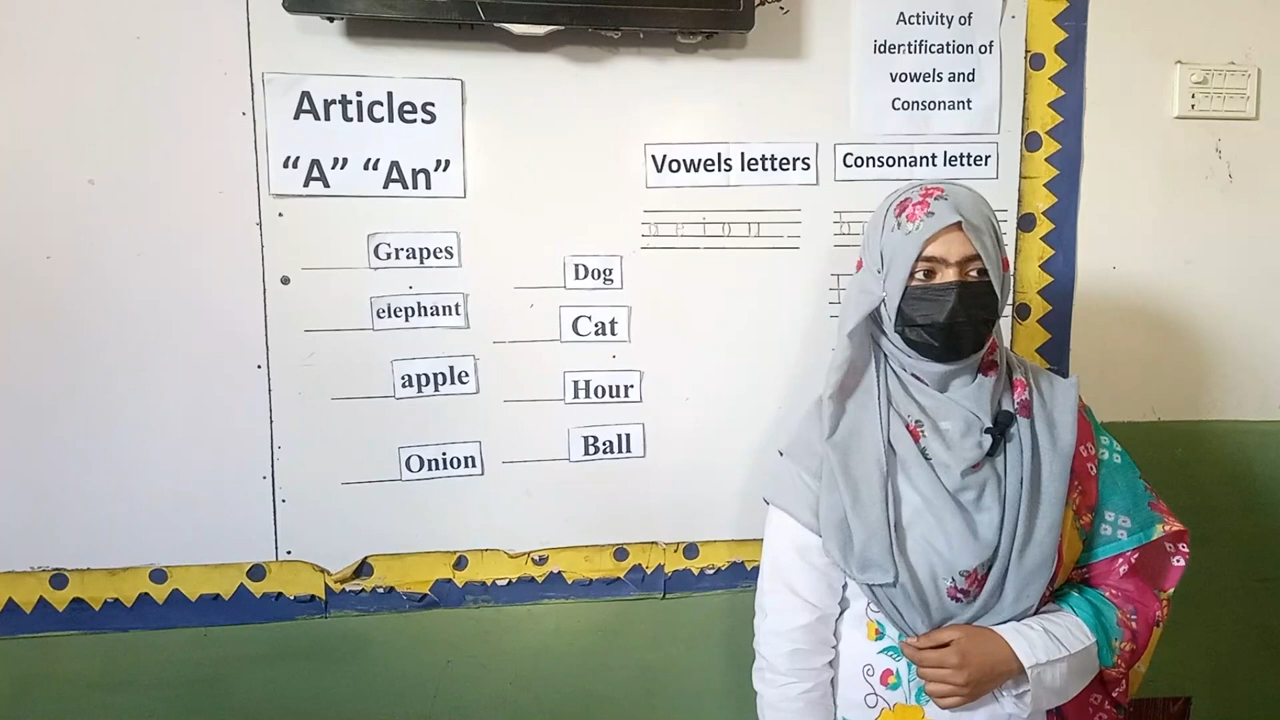 Activity of
identification of
vowels and
Consonant
Articles
“A” “An”
Vowels letters
Consonant letter
a e i o u
b
Grapes
elephant
apple
Onion
Dog
Cat
Hour
Ball